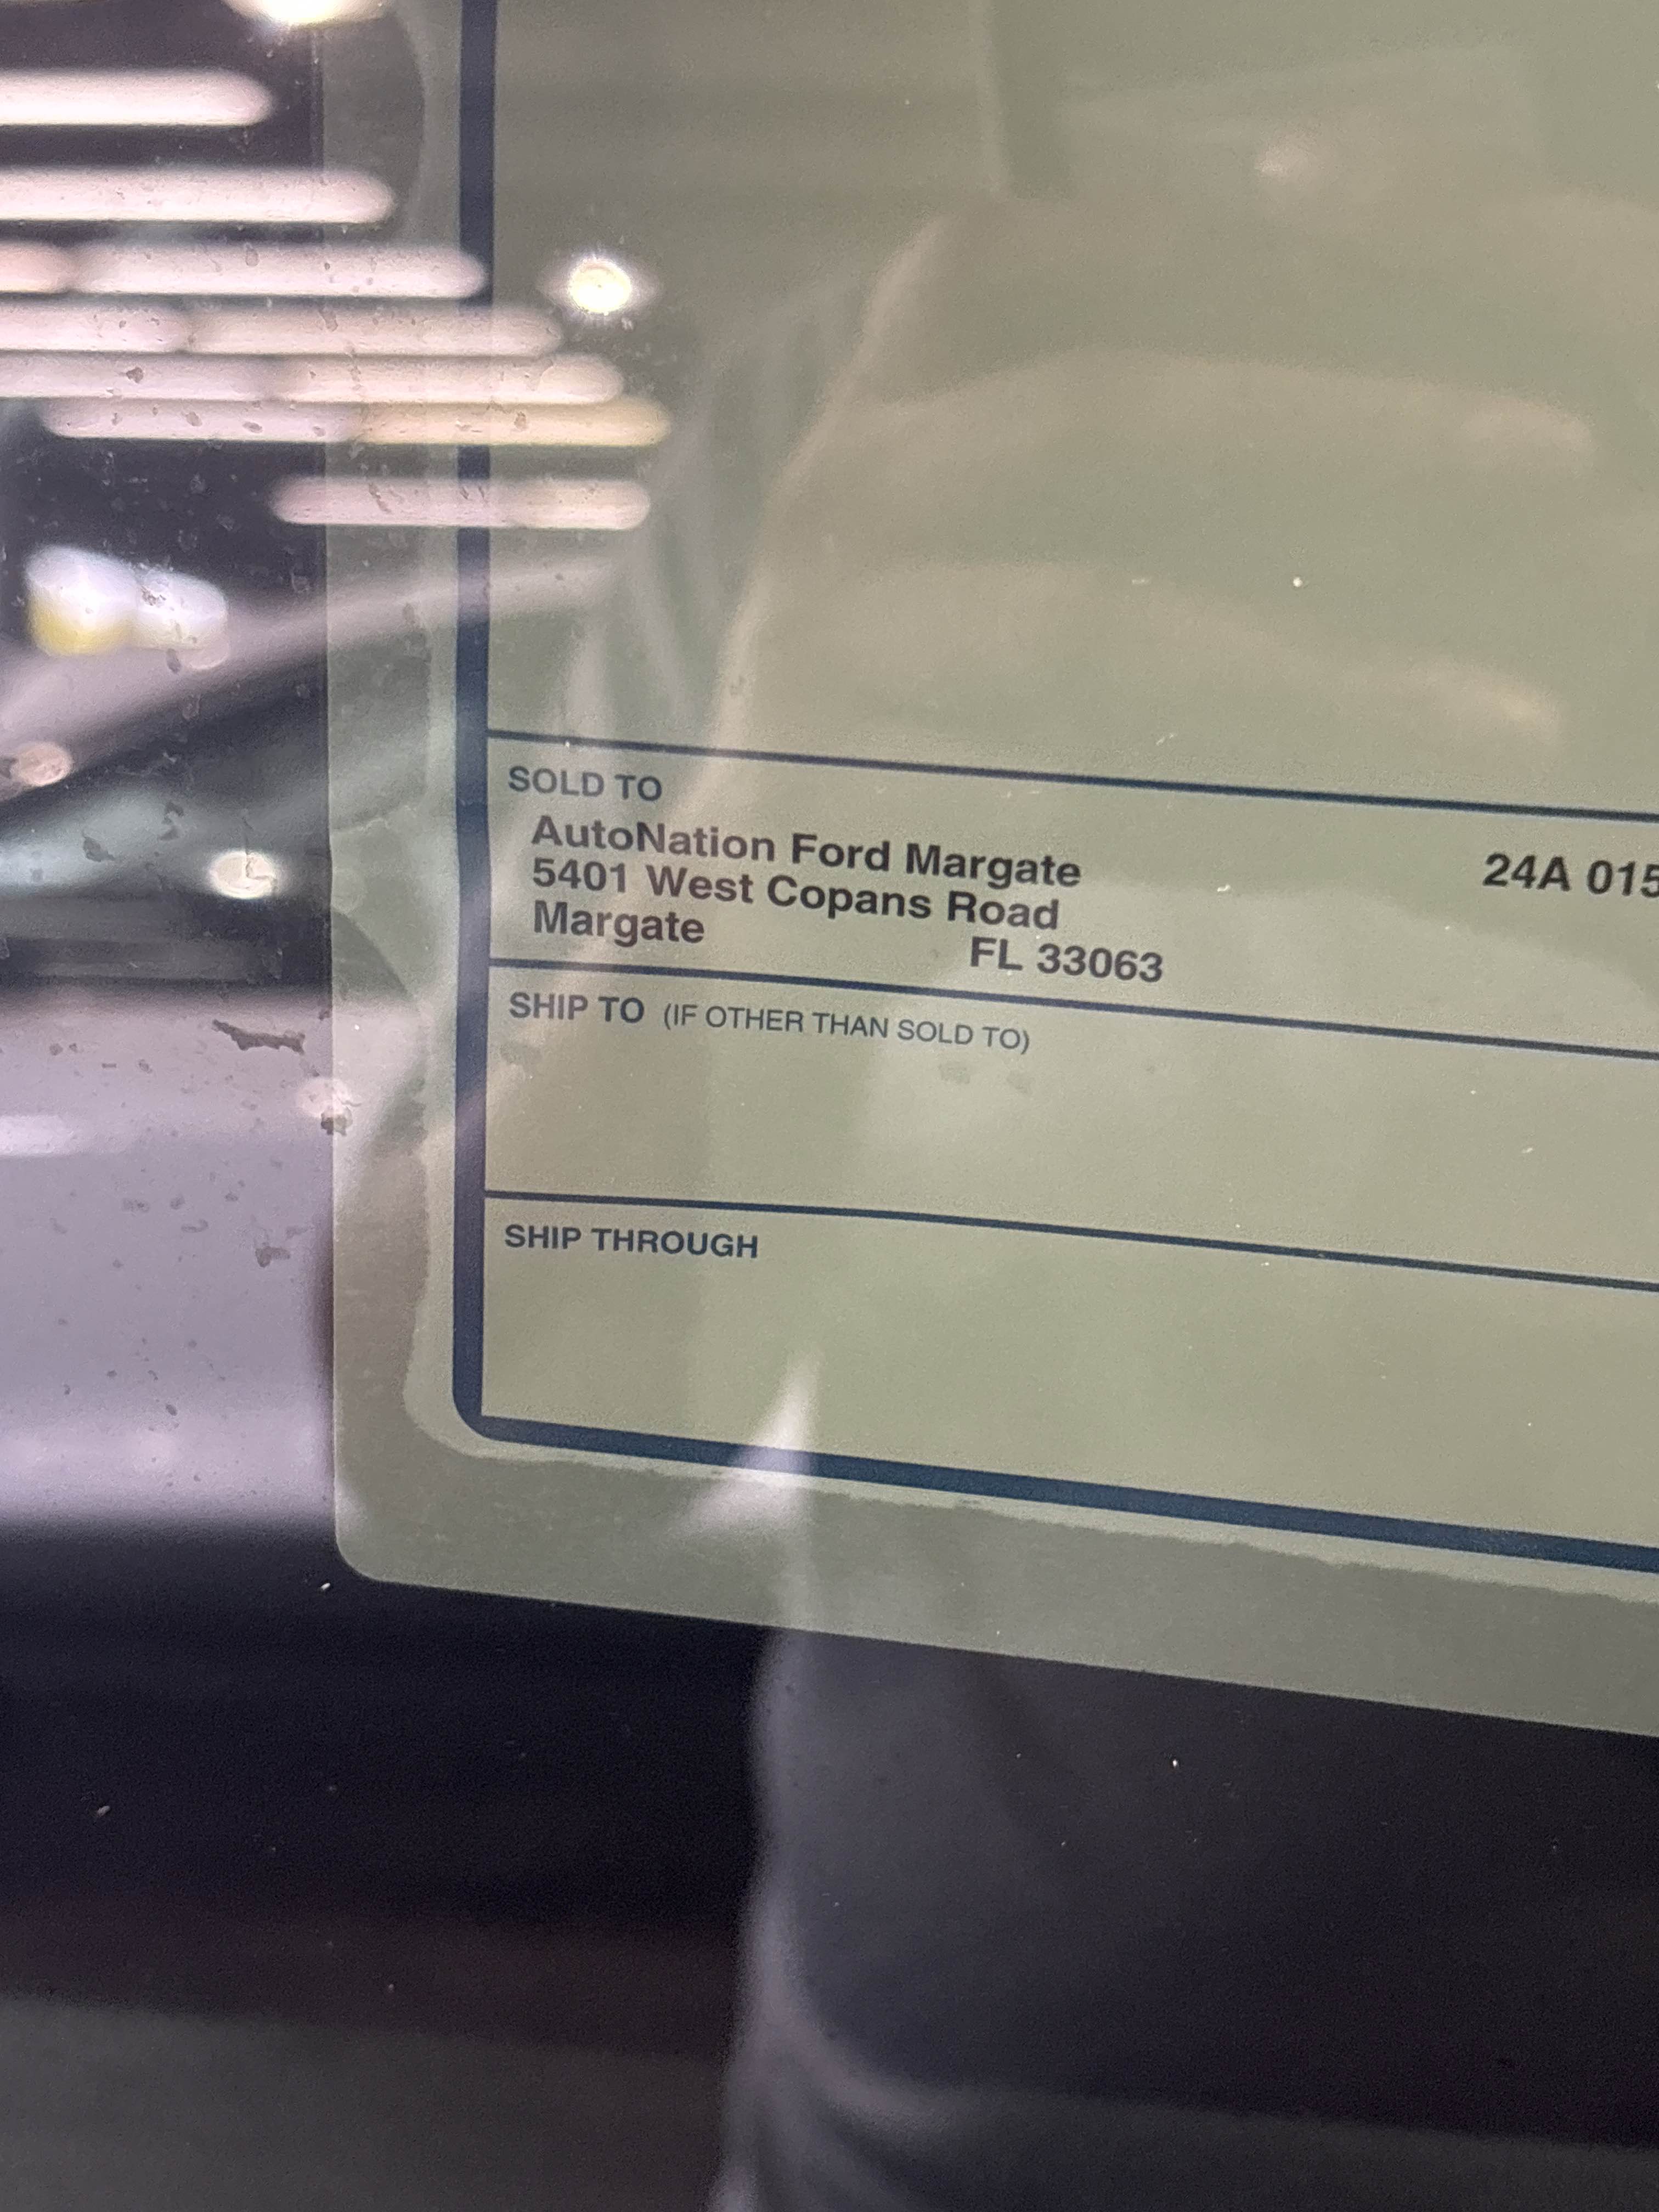 SOLD TO
AutoNation Ford Margate 24A 015
5401 West Copans Road
Margate FL 33063
SHIP TO (IF OTHER THAN SOLD TO)
SHIP THROUGH